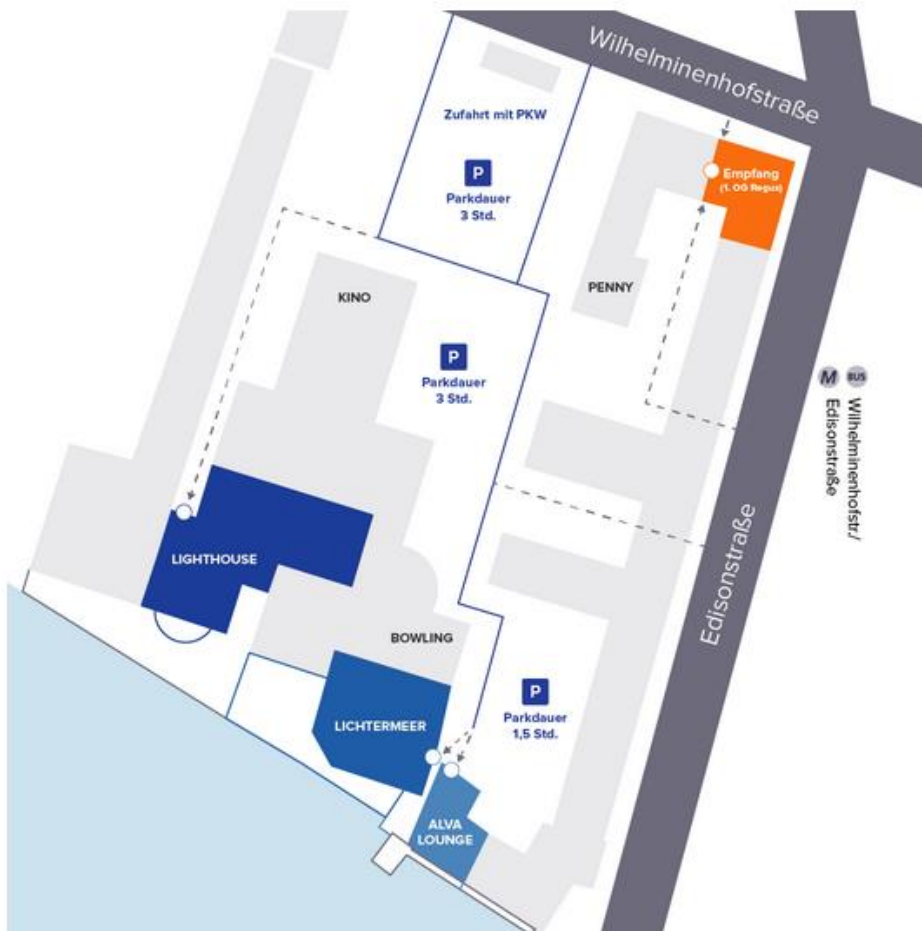 Wilhelminenhofstraße
Zufahrt mit PKW
P
Parkdauer
3 Std.
Empfang
(1. OG Regus)
KINO
PENNY
P
Parkdauer
3 Std.
M BUS
Wilhelminenhofstr./
Edisonstraße
LIGHTHOUSE
Edisonstraße
BOWLING
P
Parkdauer
1,5 Std.
LICHTERMEER
ALVA
LOUNGE